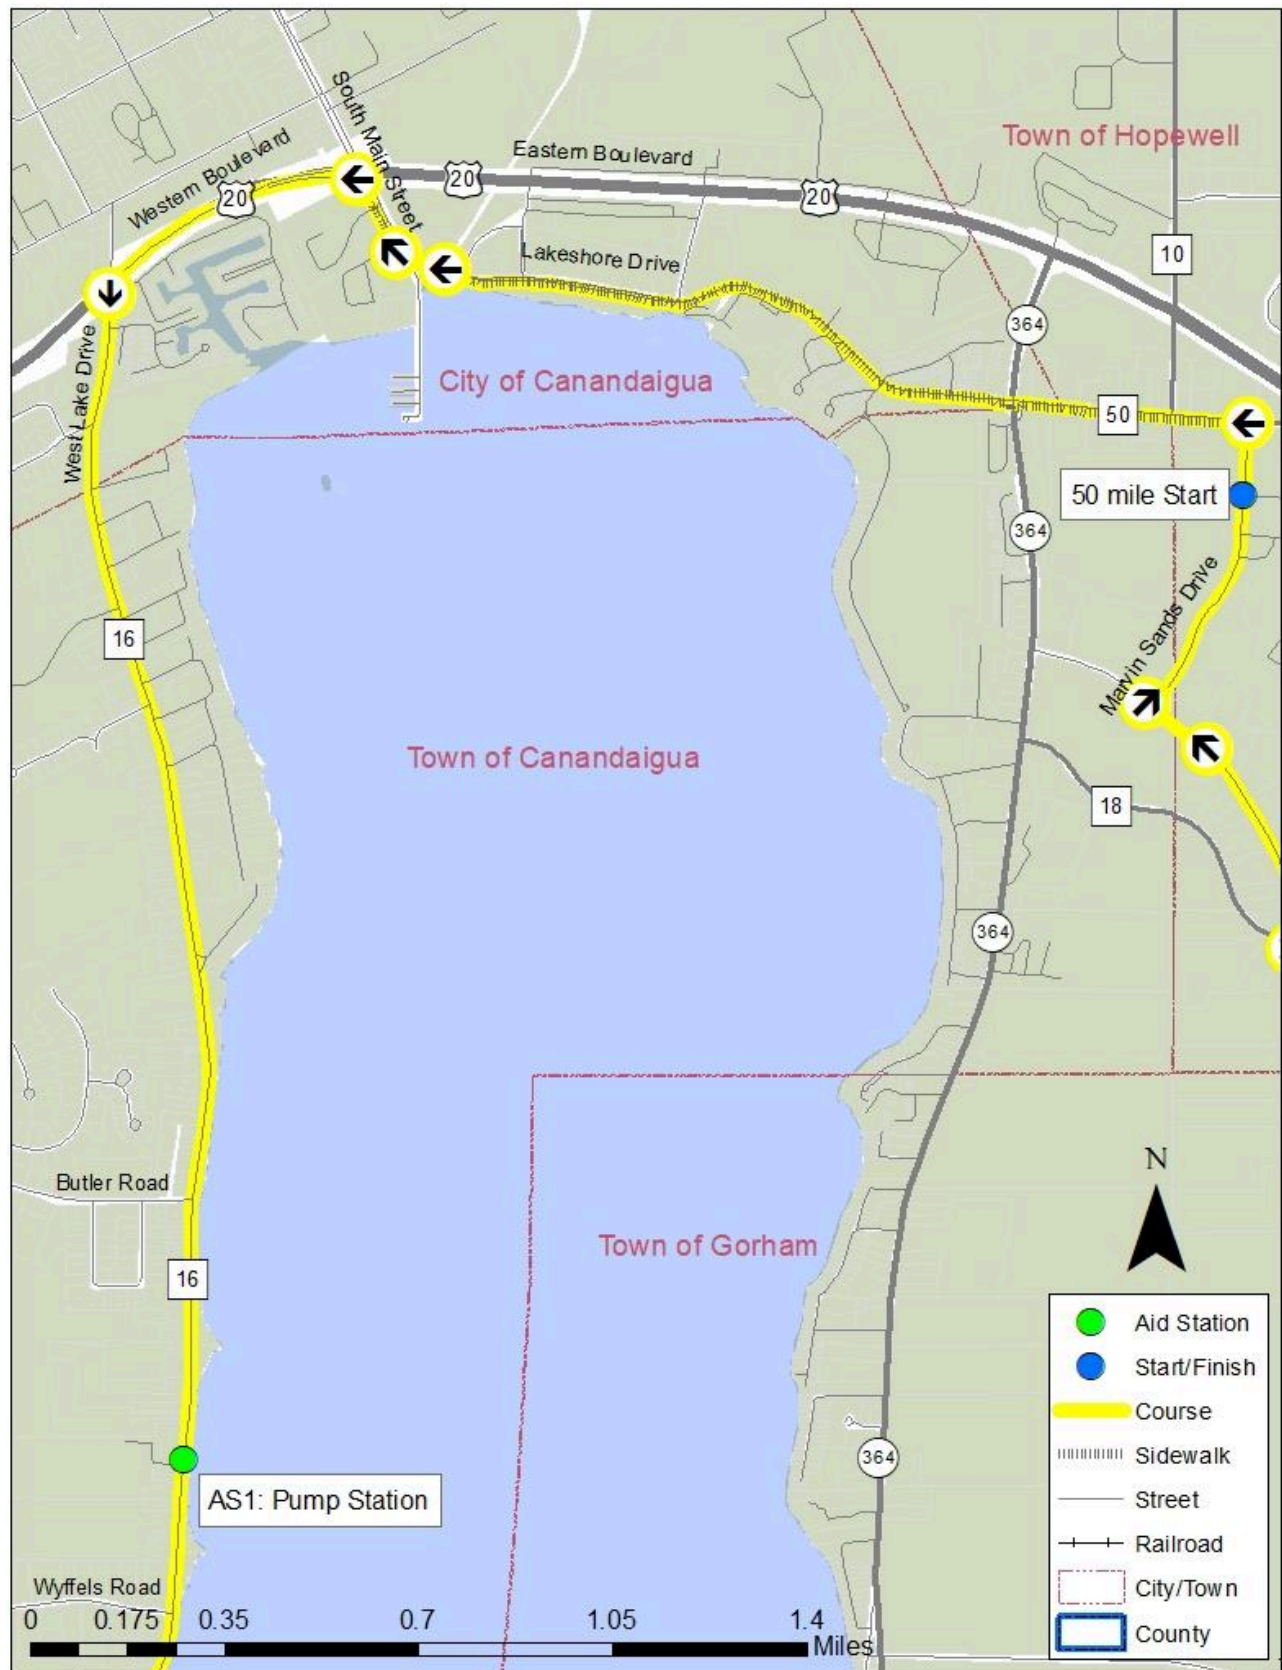 South Main Street
Eastern Boulevard
Town of Hopewell
Western Boulevard
20
20
20
Lakeshore Drive
10
364
West Lake Drive
City of Canandaigua
50
50 mile Start
364
Marvin Sands Drive
16
Town of Canandaigua
18
364
Butler Road
N
Town of Gorham
16
Aid Station
Start/Finish
Course
364
Sidewalk
AS1: Pump Station
Street
Railroad
Wyffels Road
City/Town
0 0.175 0.35 0.7 1.05 1.4
Miles
County